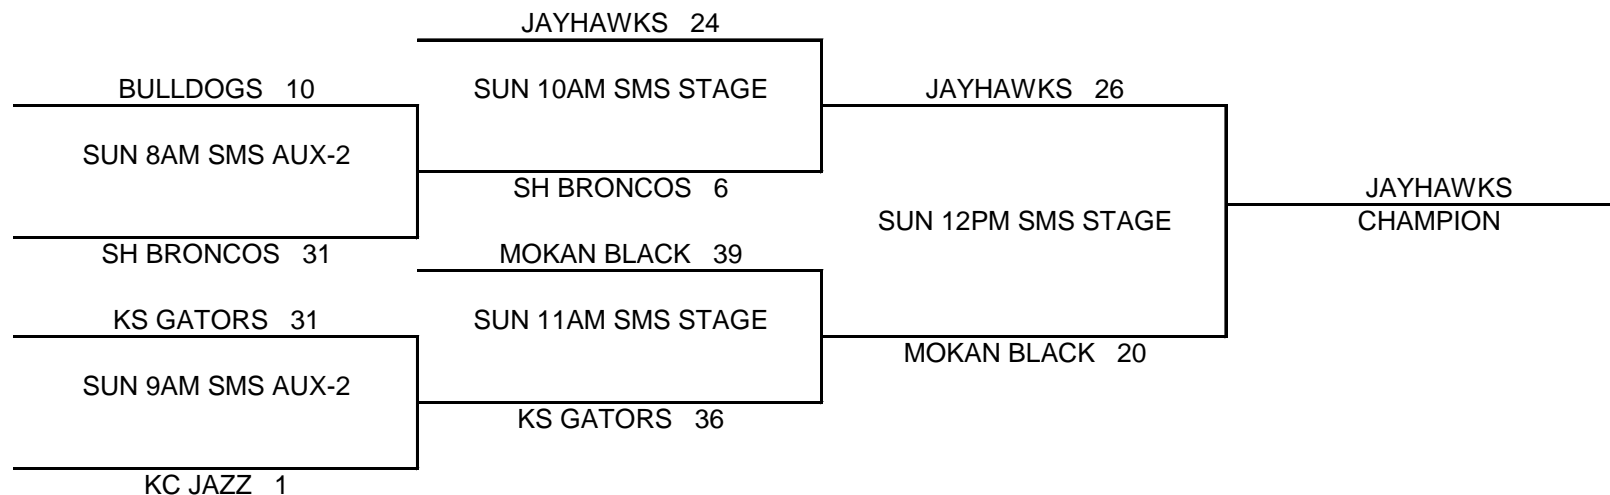 JAYHAWKS 24
BULLDOGS 10
SUN 10AM SMS STAGE
JAYHAWKS 26
SUN 8AM SMS AUX-2
SH BRONCOS 6
JAYHAWKS
SUN 12PM SMS STAGE
CHAMPION
SH BRONCOS 31
MOKAN BLACK 39
KS GATORS 31
SUN 11AM SMS STAGE
MOKAN BLACK 20
SUN 9AM SMS AUX-2
KS GATORS 36
KC JAZZ 1